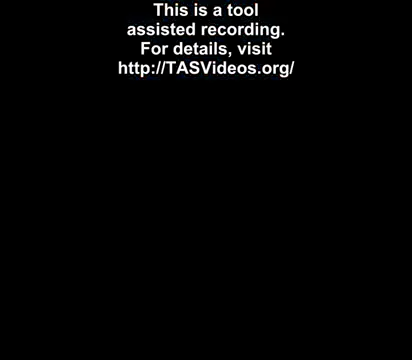 This is a tool
assisted recording.
For details, visit
http://TASVideos.org/